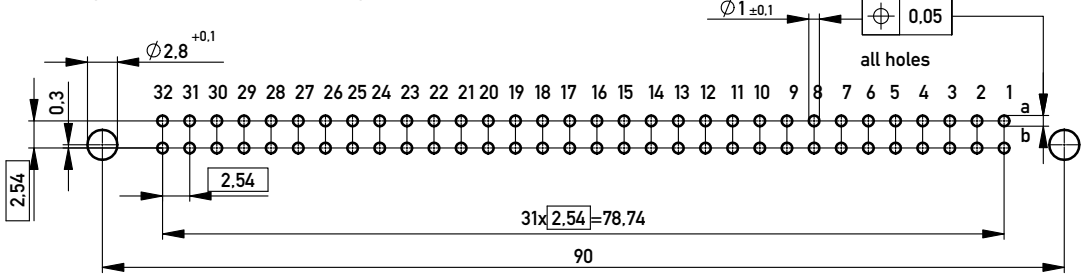 ⌀1 ±0,1
⌖ 0,05
+0,1
⌀2,8
all holes
0.3
32 31 30 29 28 27 26 25 24 23 22 21 20 19 18 17 16 15 14 13 12 11 10 9 8 7 6 5 4 3 2 1
a
b
2,54
2,54
31x 2,54 =78,74
90